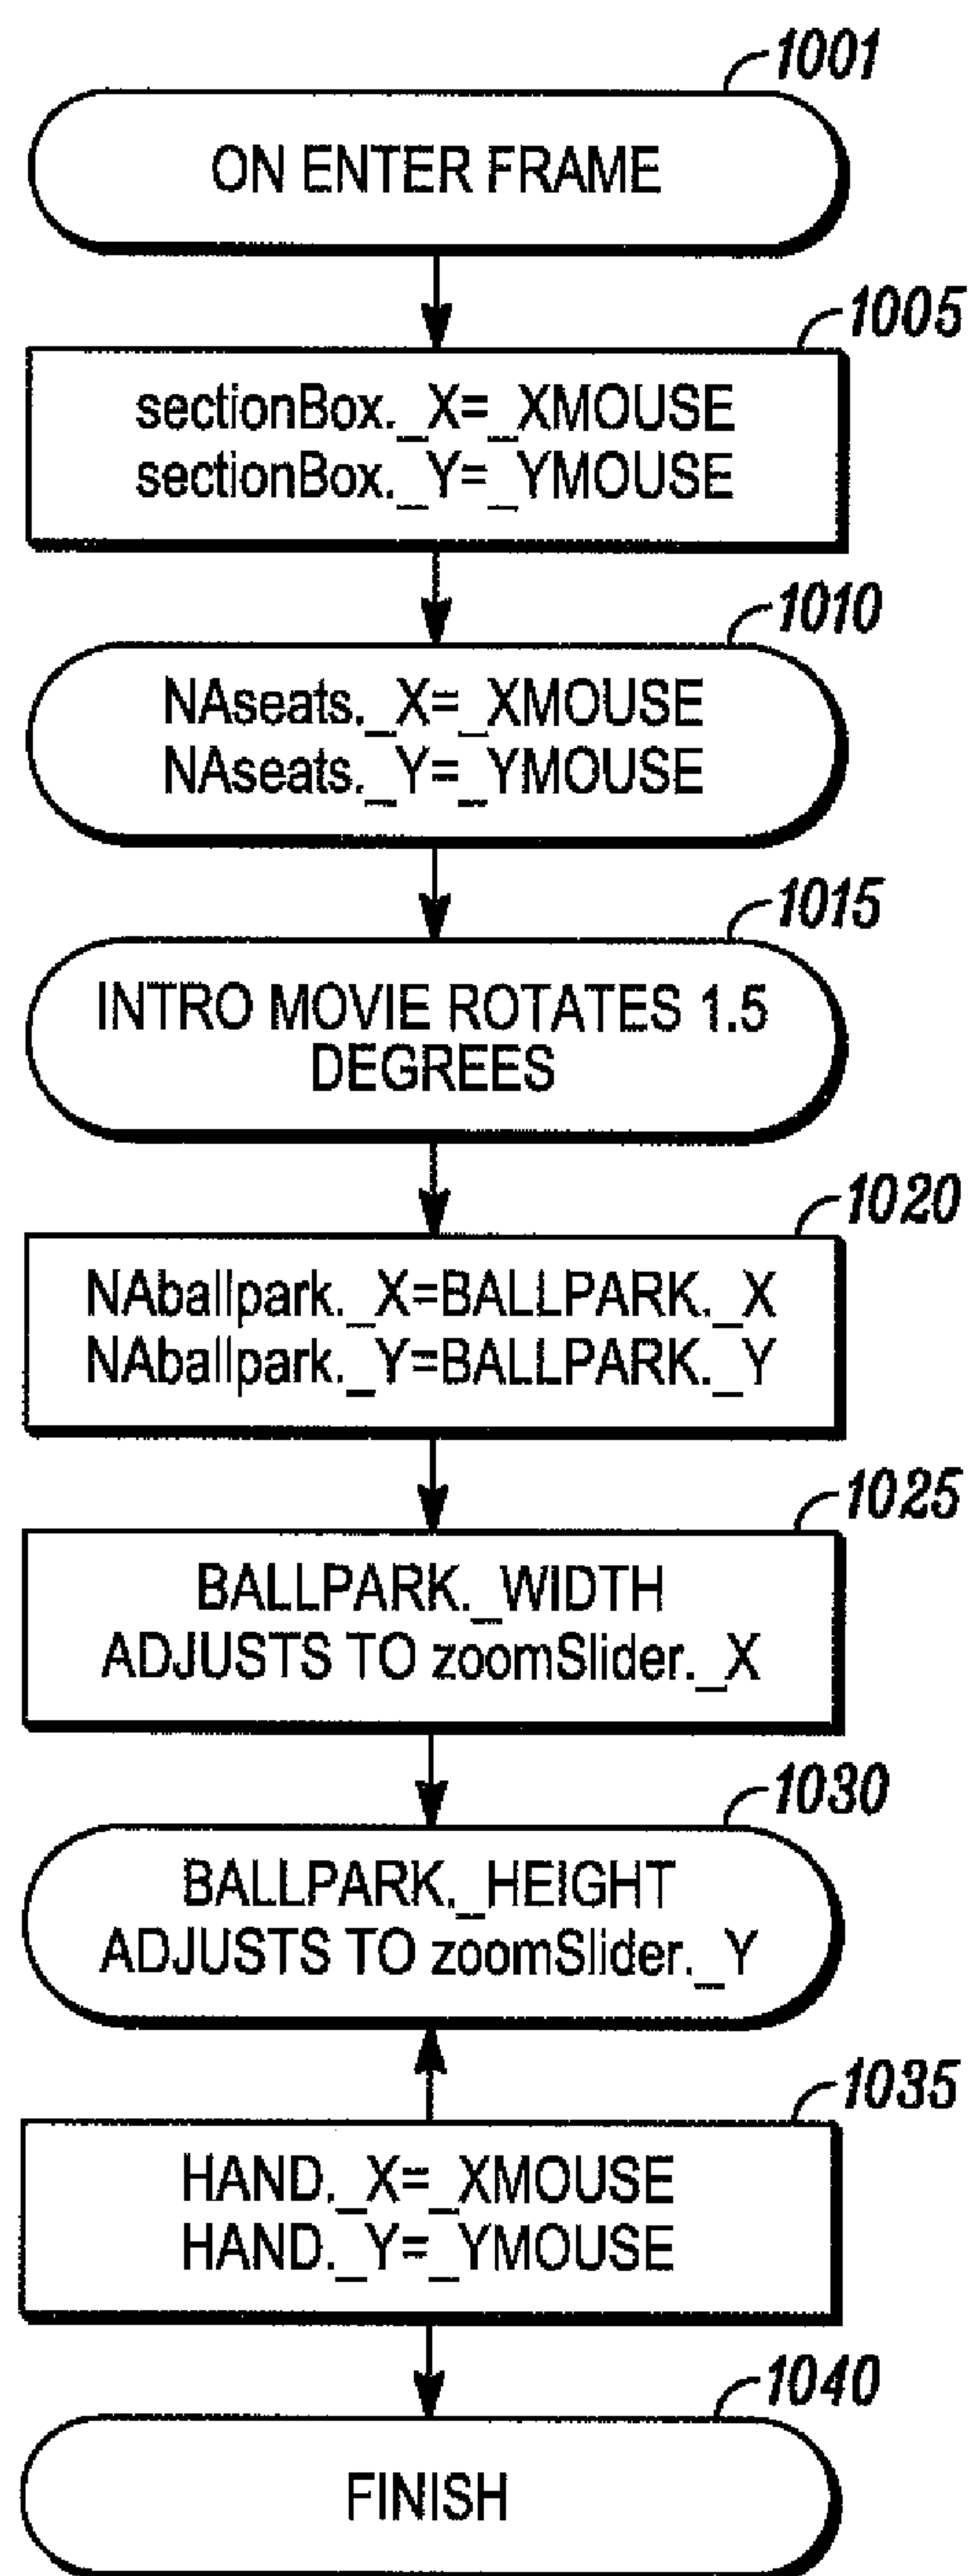 1001
ON ENTER FRAME
1005
sectionBox._X=_XMOUSE
sectionBox._Y=_YMOUSE
1010
NAseats._X=_XMOUSE
NAseats._Y=_YMOUSE
1015
INTRO MOVIE ROTATES 1.5
DEGREES
1020
NAballpark._X=BALLPARK._X
NAballpark._Y=BALLPARK._Y
1025
BALLPARK._WIDTH
ADJUSTS TO zoomSlider._X
1030
BALLPARK._HEIGHT
ADJUSTS TO zoomSlider._Y
1035
HAND._X=_XMOUSE
HAND._Y=_YMOUSE
1040
FINISH